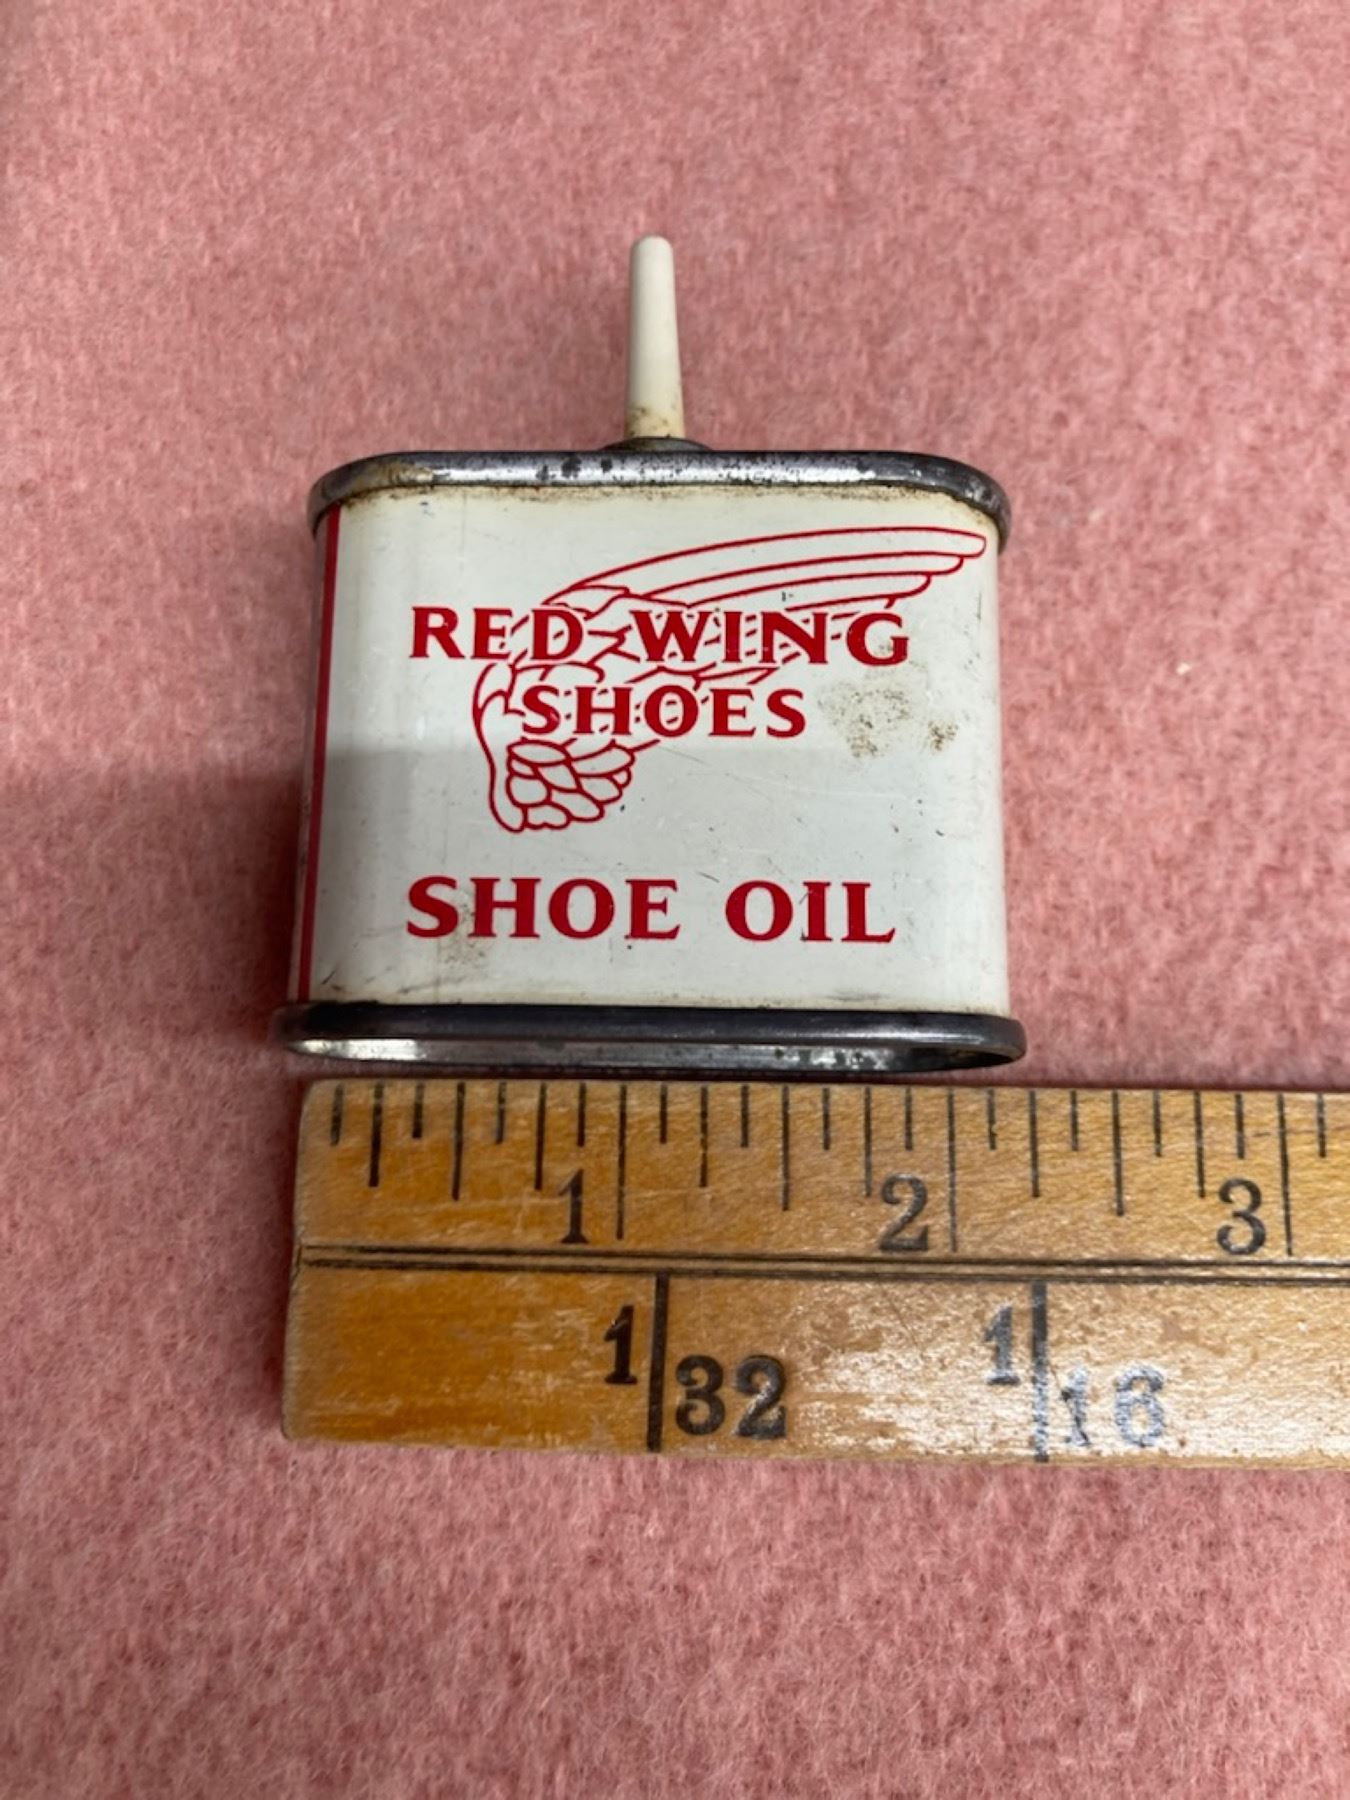 RED WING
SHOES
SHOE OIL
1 2 3
1 32 1 16